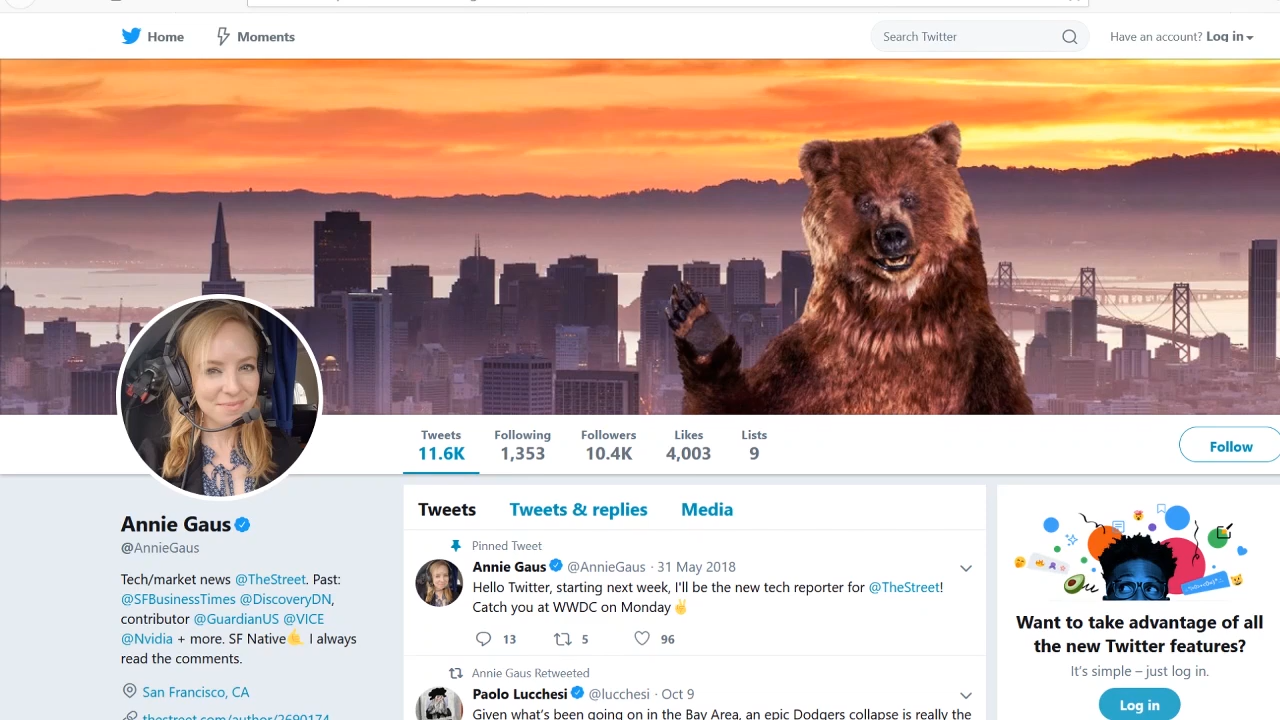 Home
Moments
Search Twitter
Have an account? Log in
Tweets
11.6K
Following
1,353
Followers
10.4K
Likes
4,003
Lists
9
Follow
Annie Gaus
@AnnieGaus
Tech/market news @TheStreet. Past:
@SFBusinessTimes @DiscoveryDN,
contributor @GuardianUS @VICE
@Nvidia + more. SF Native🤙. I always
read the comments.
San Francisco, CA
thestreet.com/author/2690174
Tweets Tweets & replies Media
Pinned Tweet
Annie Gaus @AnnieGaus · 31 May 2018
Hello Twitter, starting next week, I'll be the new tech reporter for @TheStreet!
Catch you at WWDC on Monday✌
13 5 96
Annie Gaus Retweeted
Paolo Lucchesi @lucchesi · Oct 9
Given what's been going on in the Bay Area, an epic Dodgers collapse is really the
Want to take advantage of all
the new Twitter features?
It's simple – just log in.
Log in